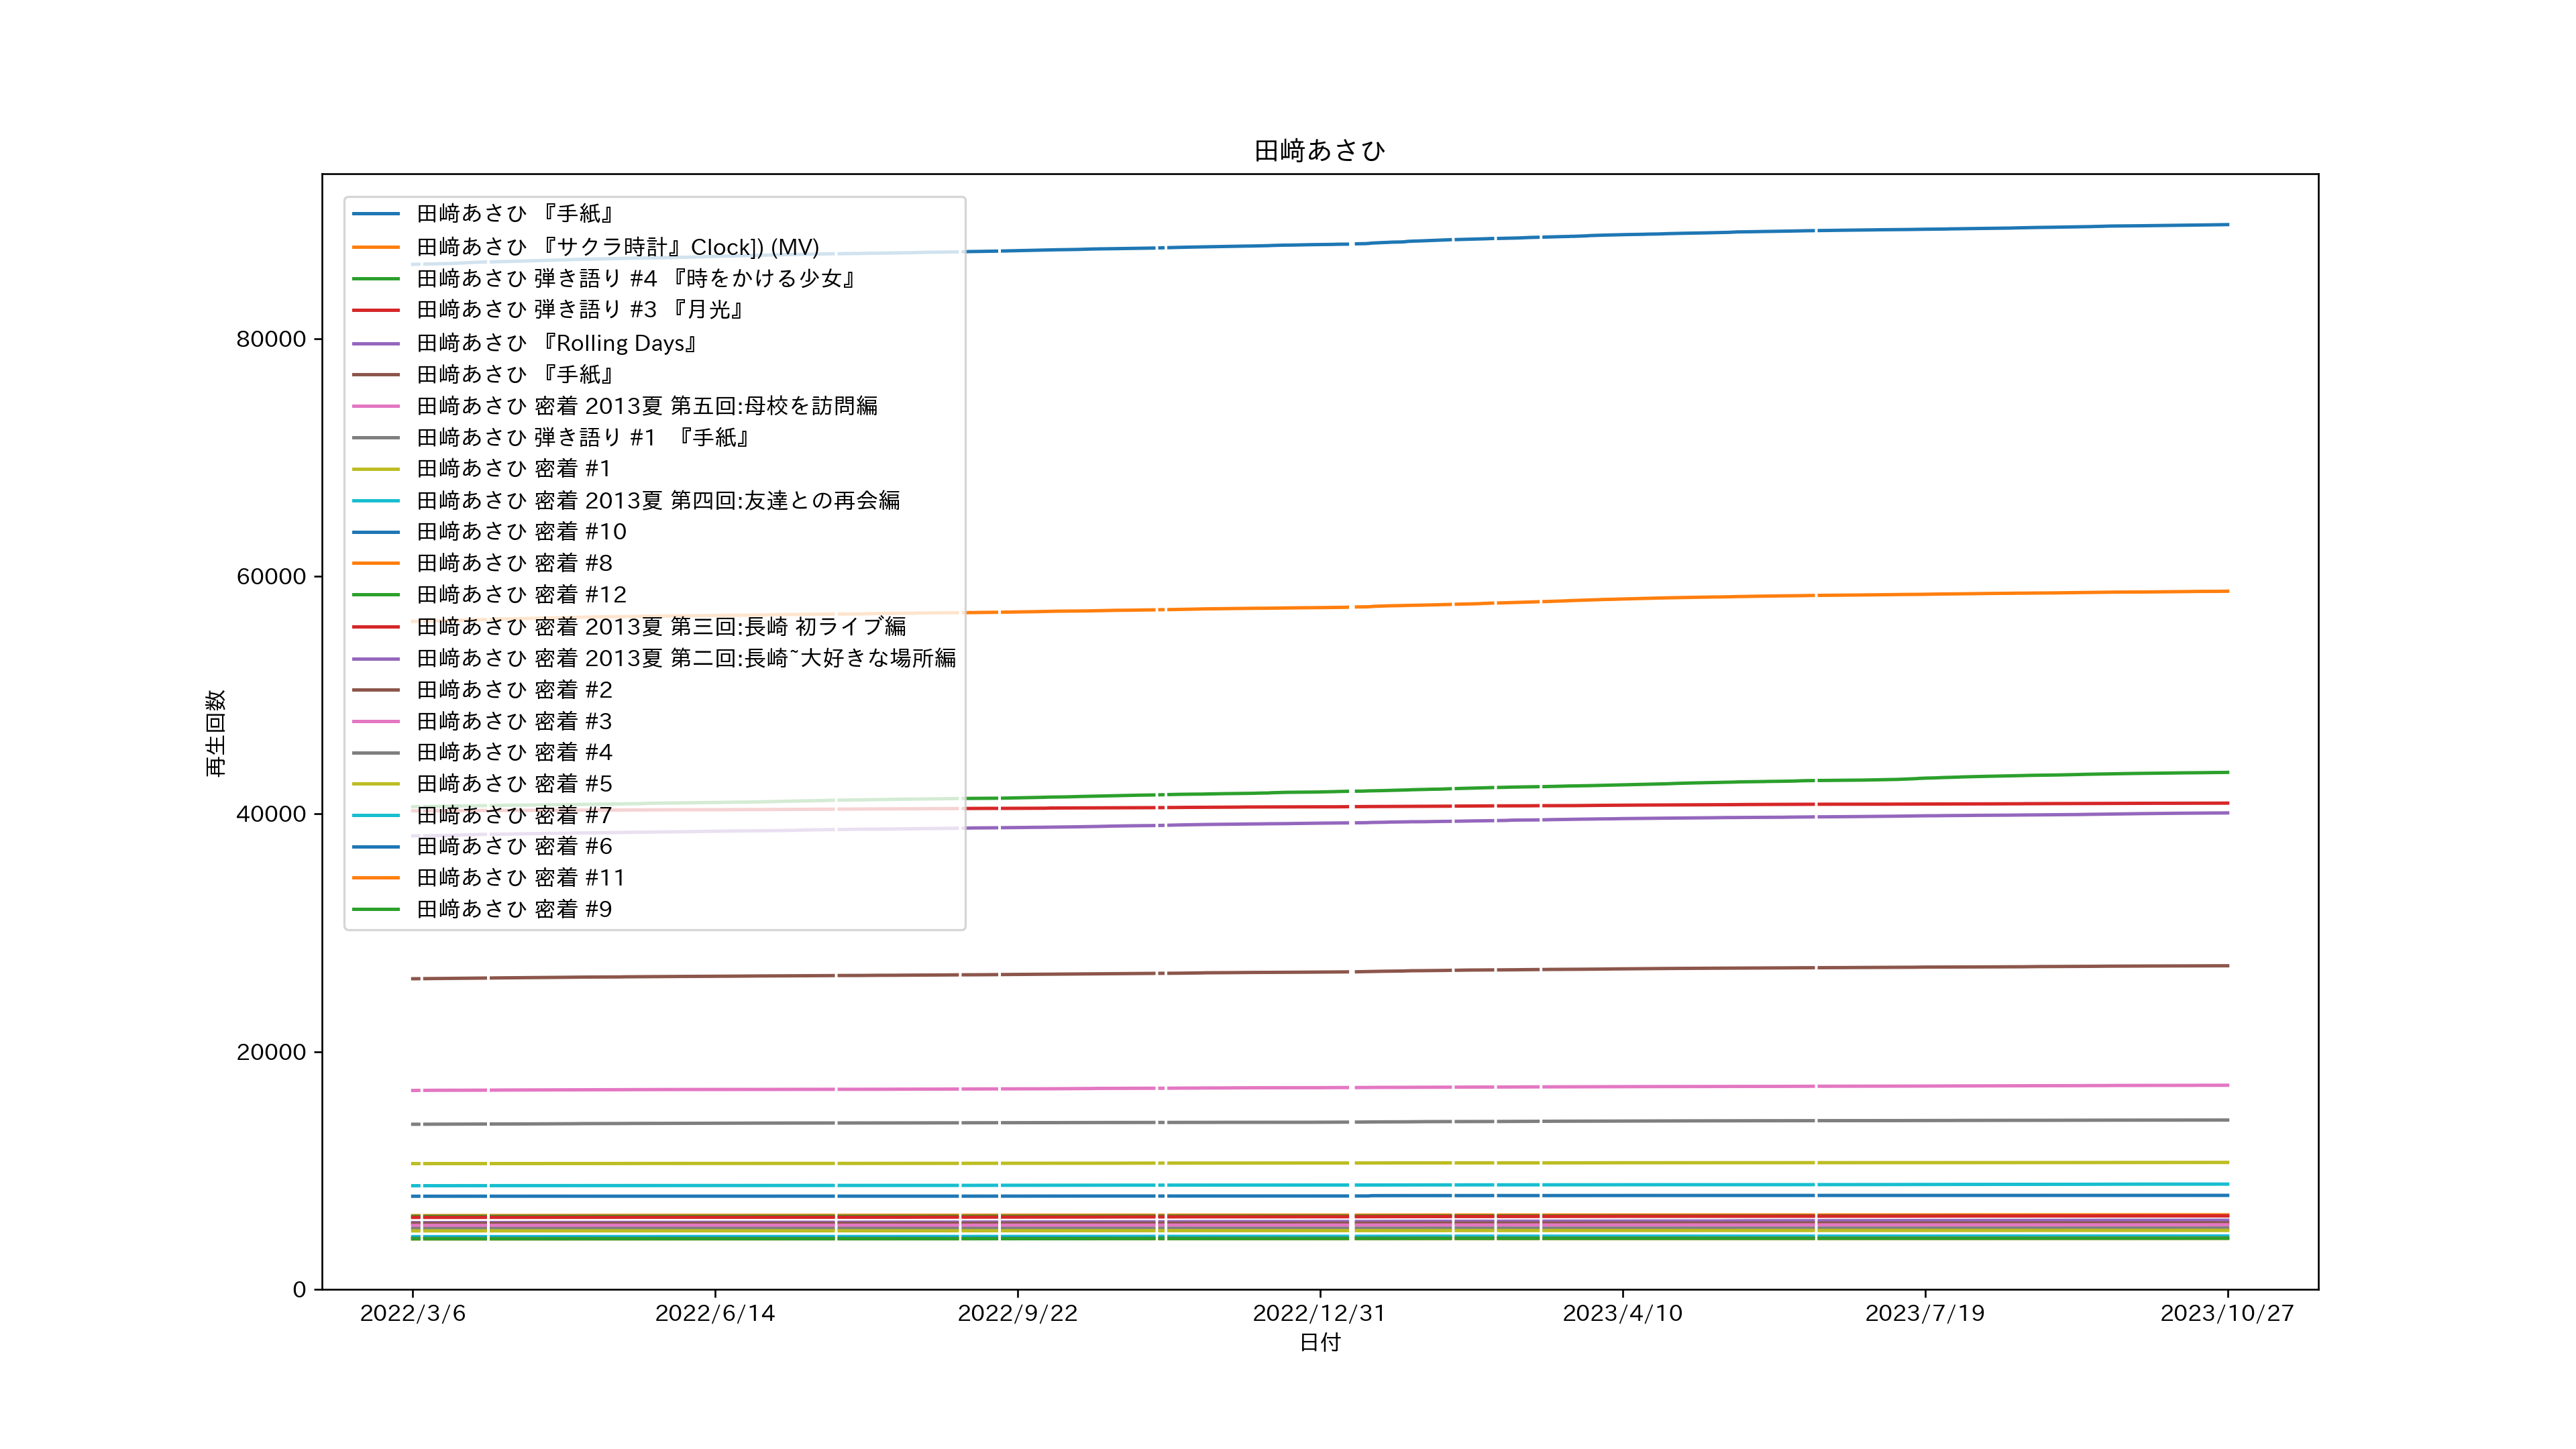 田﨑あさひ
田﨑あさひ 『手紙』
田﨑あさひ 『サクラ時計』Clock]) (MV)
田﨑あさひ 弾き語り #4 『時をかける少女』
田﨑あさひ 弾き語り #3 『月光』
田﨑あさひ 『Rolling Days』
田﨑あさひ 『手紙』
田﨑あさひ 密着 2013夏 第五回:母校を訪問編
田﨑あさひ 弾き語り #1 『手紙』
田﨑あさひ 密着 #1
田﨑あさひ 密着 2013夏 第四回:友達との再会編
田﨑あさひ 密着 #10
田﨑あさひ 密着 #8
田﨑あさひ 密着 #12
田﨑あさひ 密着 2013夏 第三回:長崎 初ライブ編
田﨑あさひ 密着 2013夏 第二回:長崎~大好きな場所編
田﨑あさひ 密着 #2
田﨑あさひ 密着 #3
田﨑あさひ 密着 #4
田﨑あさひ 密着 #5
田﨑あさひ 密着 #7
田﨑あさひ 密着 #6
田﨑あさひ 密着 #11
田﨑あさひ 密着 #9
80000
60000
40000
20000
0
再生回数
2022/3/6
2022/6/14
2022/9/22
2022/12/31
2023/4/10
2023/7/19
2023/10/27
日付